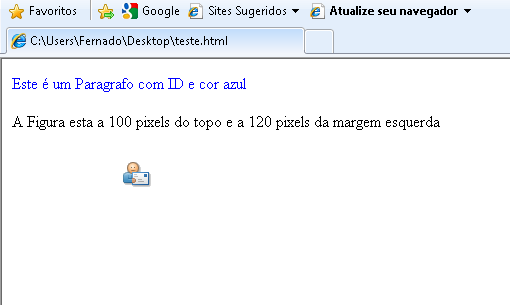 Favoritos Google Sites Sugeridos Atualize seu navegador
C:\Users\Fernado\Desktop\teste.html
Este é um Paragrafo com ID e cor azul
A Figura esta a 100 pixels do topo e a 120 pixels da margem esquerda